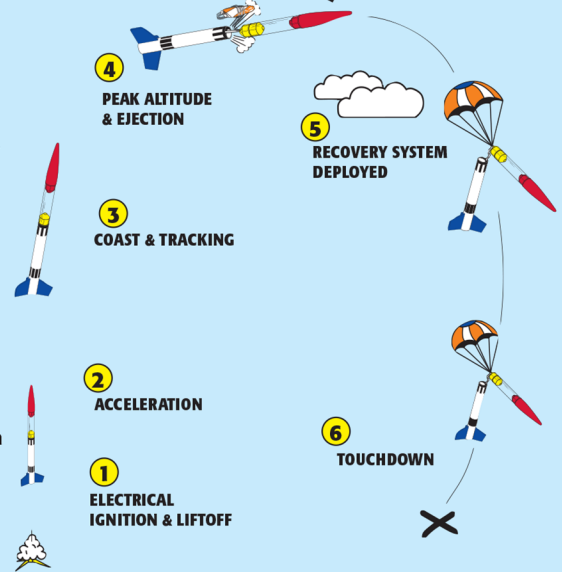 4
PEAK ALTITUDE
& EJECTION
5
RECOVERY SYSTEM
DEPLOYED
3
COAST & TRACKING
2
ACCELERATION
6
TOUCHDOWN
1
ELECTRICAL
IGNITION & LIFTOFF